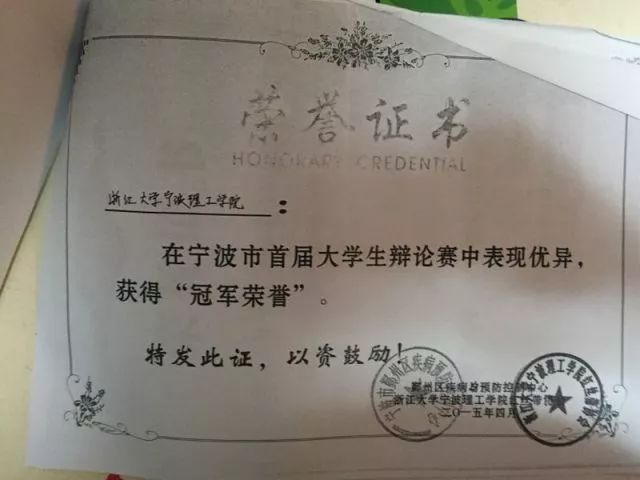 荣誉证书
HONORARY CREDENTIAL
浙江大学宁波理工学院：
在宁波市首届大学生辩论赛中表现优异，
获得“冠军荣誉”。
特发此证，以资鼓励！
鄞州区疾病预防控制中心
浙江大学宁波理工学院红丝带
二〇一五年四月